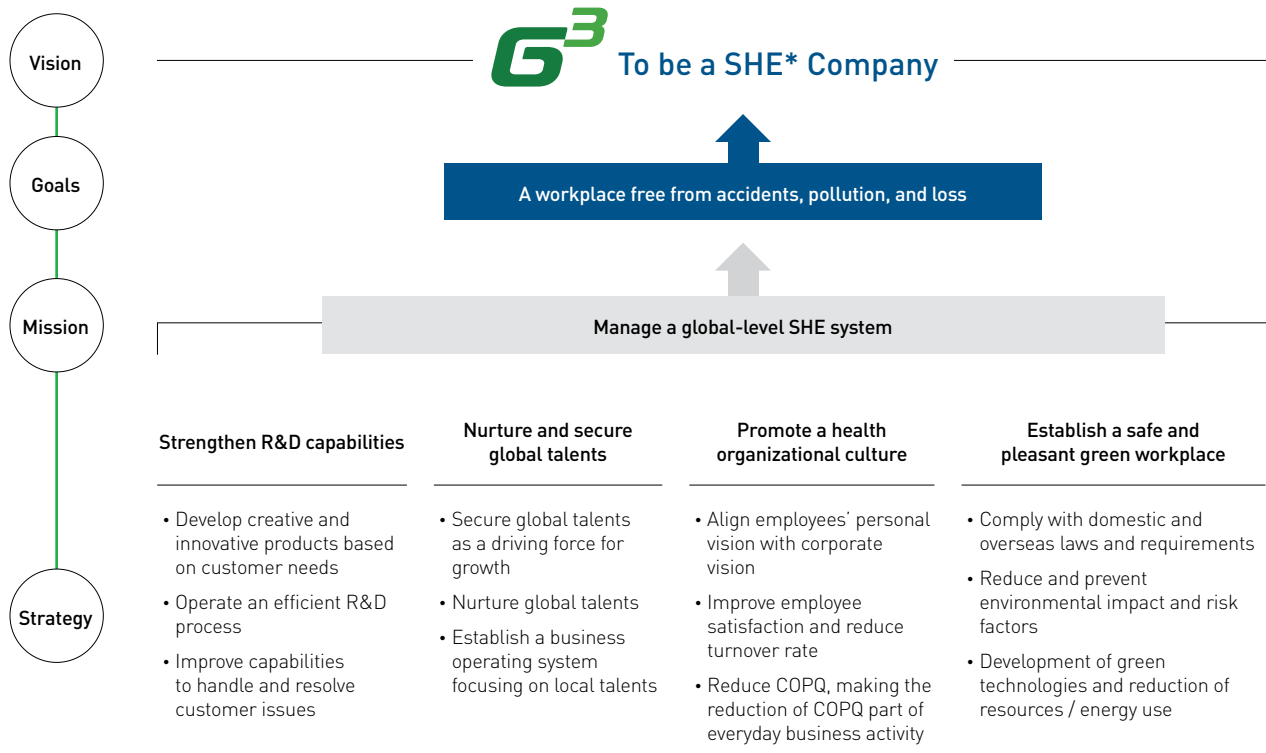 Vision
G3 To be a SHE* Company
Goals
A workplace free from accidents, pollution, and loss
Mission
Manage a global-level SHE system
Strategy
Strengthen R&D capabilities
• Develop creative and
innovative products based
on customer needs
• Operate an efficient R&D
process
• Improve capabilities
to handle and resolve
customer issues
Nurture and secure
global talents
• Secure global talents
as a driving force for
growth
• Nurture global talents
• Establish a business
operating system
focusing on local talents
Promote a health
organizational culture
• Align employees’ personal
vision with corporate
vision
• Improve employee
satisfaction and reduce
turnover rate
• Reduce COPQ, making the
reduction of COPQ part of
everyday business activity
Establish a safe and
pleasant green workplace
• Comply with domestic and
overseas laws and requirements
• Reduce and prevent
environmental impact and risk
factors
• Development of green
technologies and reduction of
resources / energy use